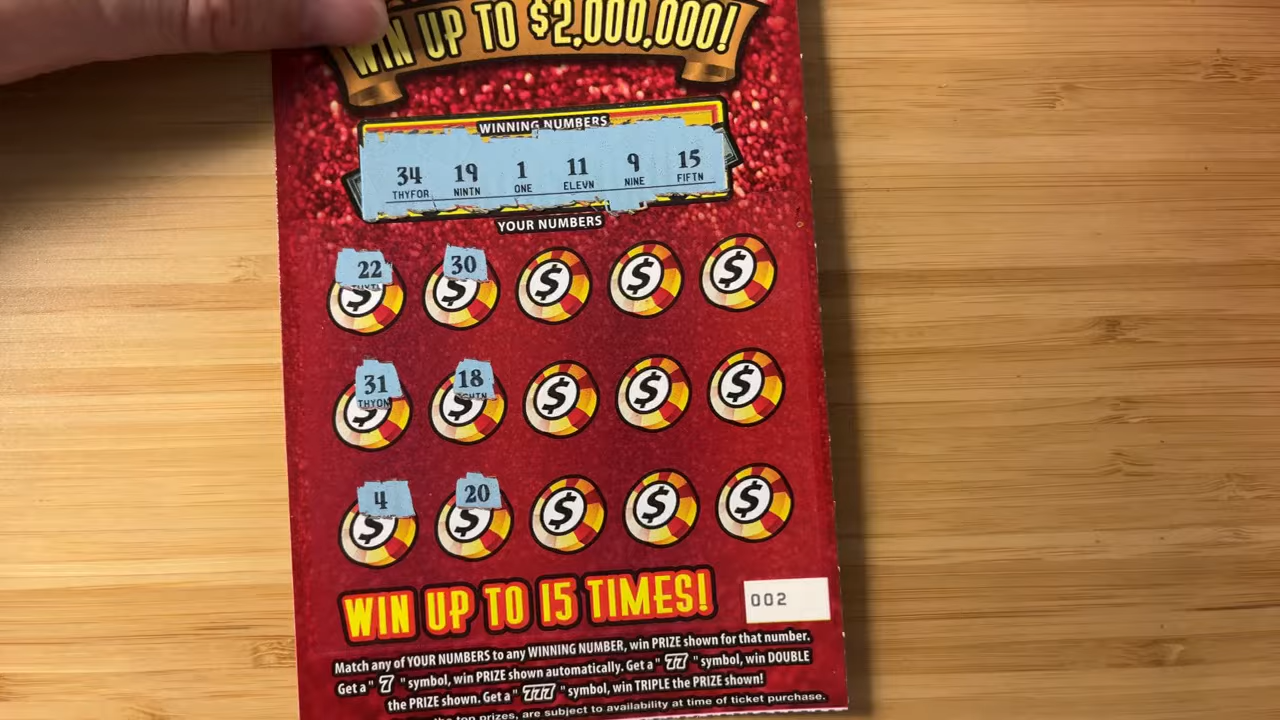 WIN UP TO $2,000,000!
WINNING NUMBERS
34 19 1 11 9 15
THYFOR NINTN ONE ELEVN NINE FIFTN
YOUR NUMBERS
22 30 $ $ $
$ $
31 18 $ $ $
THYON
$ $
4 20 $ $ $
$ $
WIN UP TO 15 TIMES!
002
Match any of YOUR NUMBERS to any WINNING NUMBER, win PRIZE shown for that number.
Get a "7" symbol, win PRIZE shown automatically. Get a "77" symbol, win DOUBLE
the PRIZE shown. Get a "777" symbol, win TRIPLE the PRIZE shown!
the top prizes, are subject to availability at time of ticket purchase.